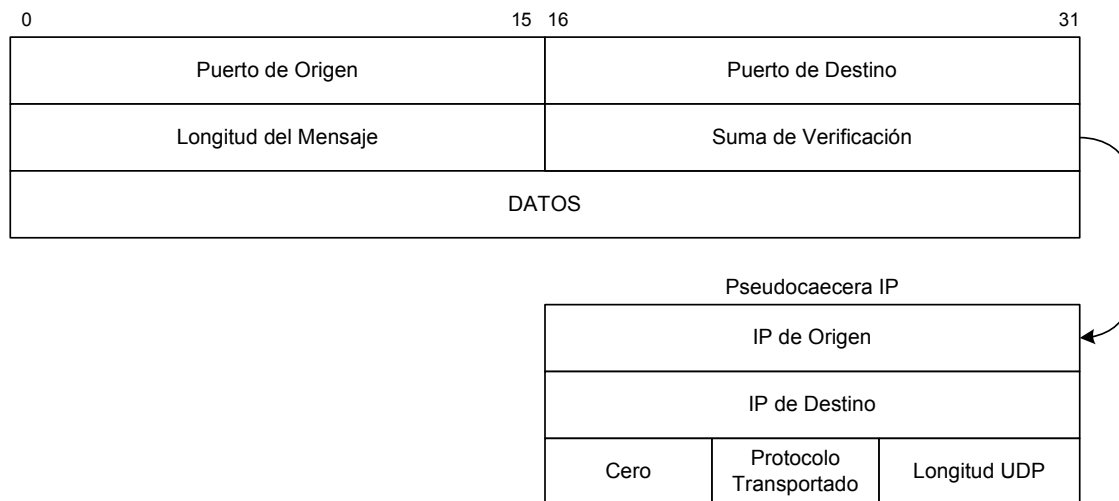 0 15 16 31
Puerto de Origen Puerto de Destino
Longitud del Mensaje Suma de Verificación
DATOS
Pseudocaecera IP
IP de Origen
IP de Destino
Cero Protocolo Transportado Longitud UDP